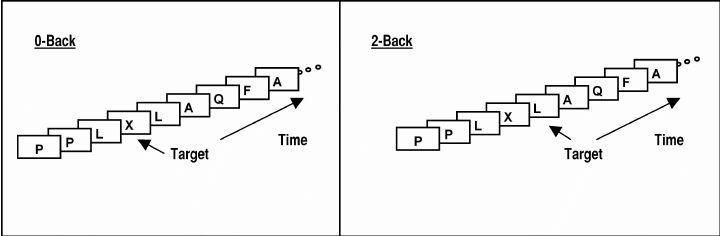 0-Back
P P L X L A Q F A
Target
Time
2-Back
P P L X L A Q F A
Target
Time